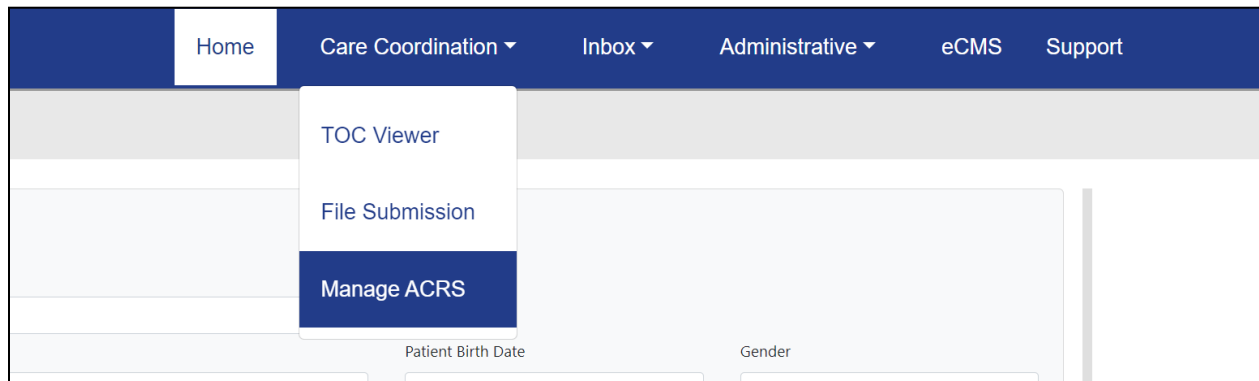 Home Care Coordination Inbox Administrative eCMS Support
TOC Viewer
File Submission
Manage ACRS
Patient Birth Date Gender